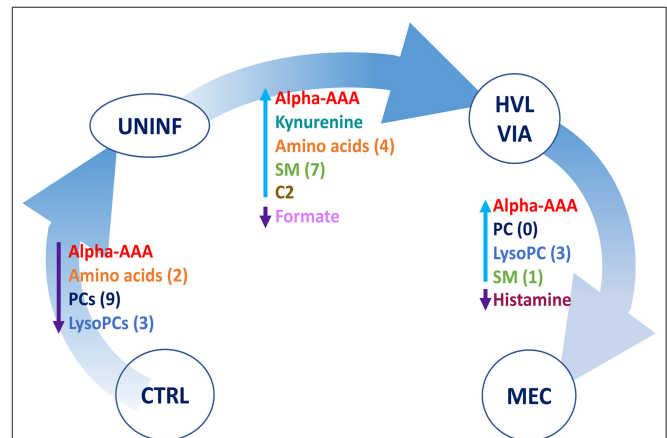 UNINF
Alpha-AAA
Kynurenine
Amino acids (4)
SM (7)
C2
Formate
HVL
VIA
Alpha-AAA
Amino acids (2)
PCs (9)
LysoPCs (3)
Alpha-AAA
PC (0)
LysoPC (3)
SM (1)
Histamine
CTRL
MEC